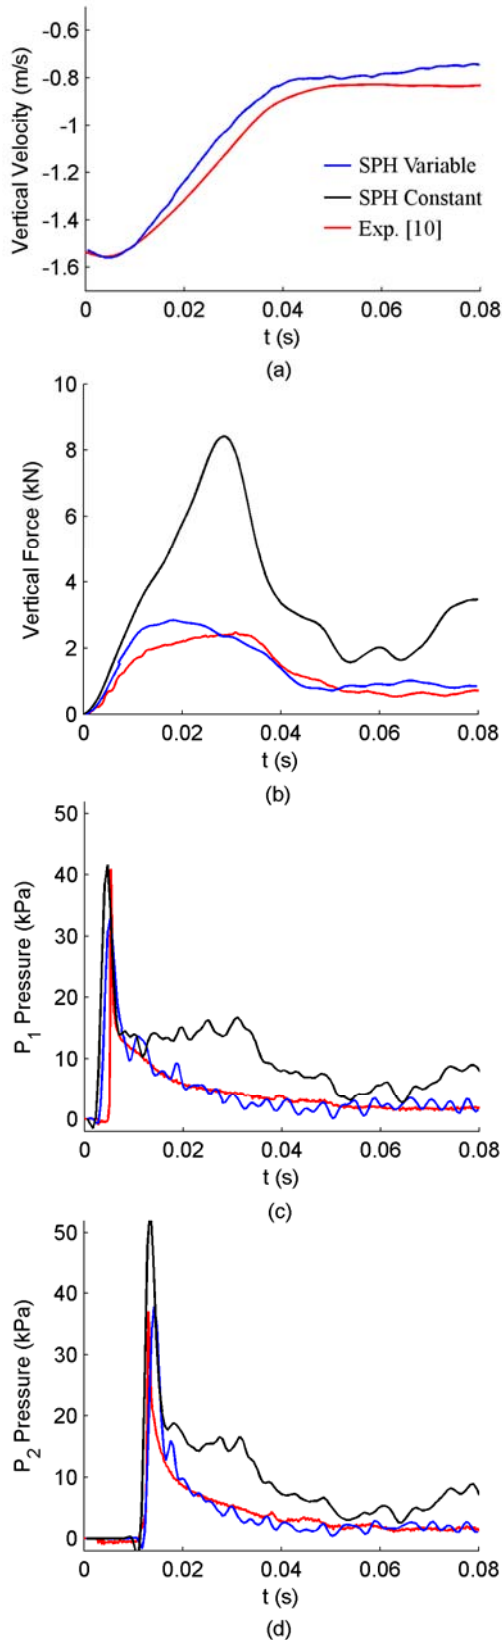 -0.6
-0.8
-1
-1.2
-1.4
-1.6
Vertical Velocity (m/s)
SPH Variable
SPH Constant
Exp. [10]
0 0.02 0.04 0.06 0.08
t (s)
(a)
10
8
6
4
2
0
Vertical Force (kN)
0 0.02 0.04 0.06 0.08
t (s)
(b)
50
40
30
20
10
0
P1 Pressure (kPa)
0 0.02 0.04 0.06 0.08
t (s)
(c)
50
40
30
20
10
0
P2 Pressure (kPa)
0 0.02 0.04 0.06 0.08
t (s)
(d)